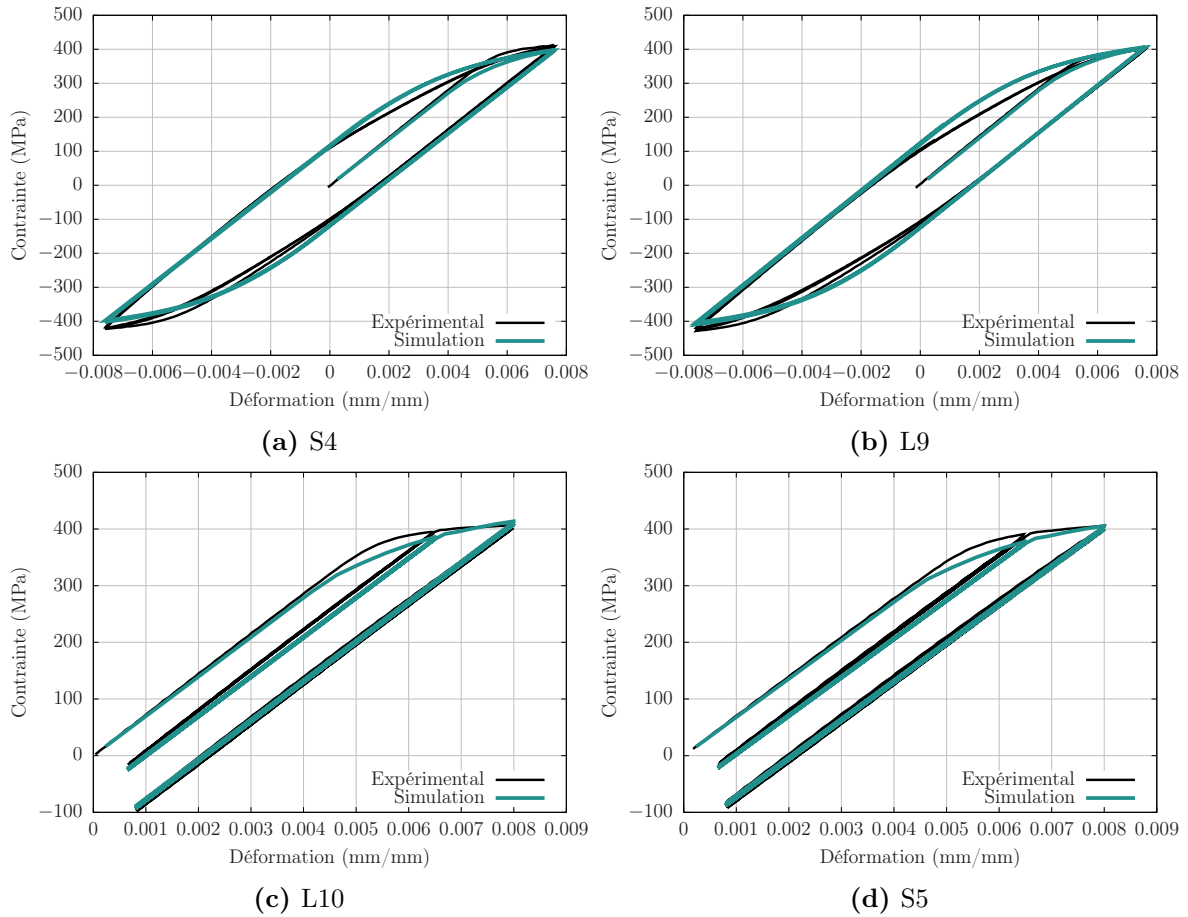 500
400
300
200
100
0
−100
−200
−300
−400
−500
Contrainte (MPa)
−0.008 −0.006 −0.004 −0.002 0 0.002 0.004 0.006 0.008
Déformation (mm/mm)
Expérimental
Simulation
(a) S4
500
400
300
200
100
0
−100
−200
−300
−400
−500
Contrainte (MPa)
−0.008 −0.006 −0.004 −0.002 0 0.002 0.004 0.006 0.008
Déformation (mm/mm)
Expérimental
Simulation
(b) L9
500
400
300
200
100
0
−100
Contrainte (MPa)
0 0.001 0.002 0.003 0.004 0.005 0.006 0.007 0.008 0.009
Déformation (mm/mm)
Expérimental
Simulation
(c) L10
500
400
300
200
100
0
−100
Contrainte (MPa)
0 0.001 0.002 0.003 0.004 0.005 0.006 0.007 0.008 0.009
Déformation (mm/mm)
Expérimental
Simulation
(d) S5